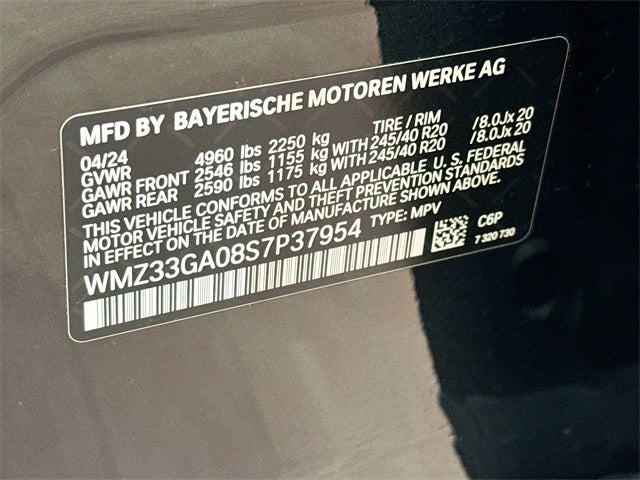 MFD BY BAYERISCHE MOTOREN WERKE AG
04/24 TIRE / RIM
GVWR 4960 lbs 2250 kg
GAWR FRONT 2546 lbs 1155 kg WITH 245/40 R20 /8.0Jx 20
GAWR REAR 2590 lbs 1175 kg WITH 245/40 R20 /8.0Jx 20
THIS VEHICLE CONFORMS TO ALL APPLICABLE U. S. FEDERAL
MOTOR VEHICLE SAFETY AND THEFT PREVENTION STANDARDS
IN EFFECT ON THE DATE OF MANUFACTURE SHOWN ABOVE.
WMZ33GA08S7P37954 TYPE: MPV
C6P
7 320 730